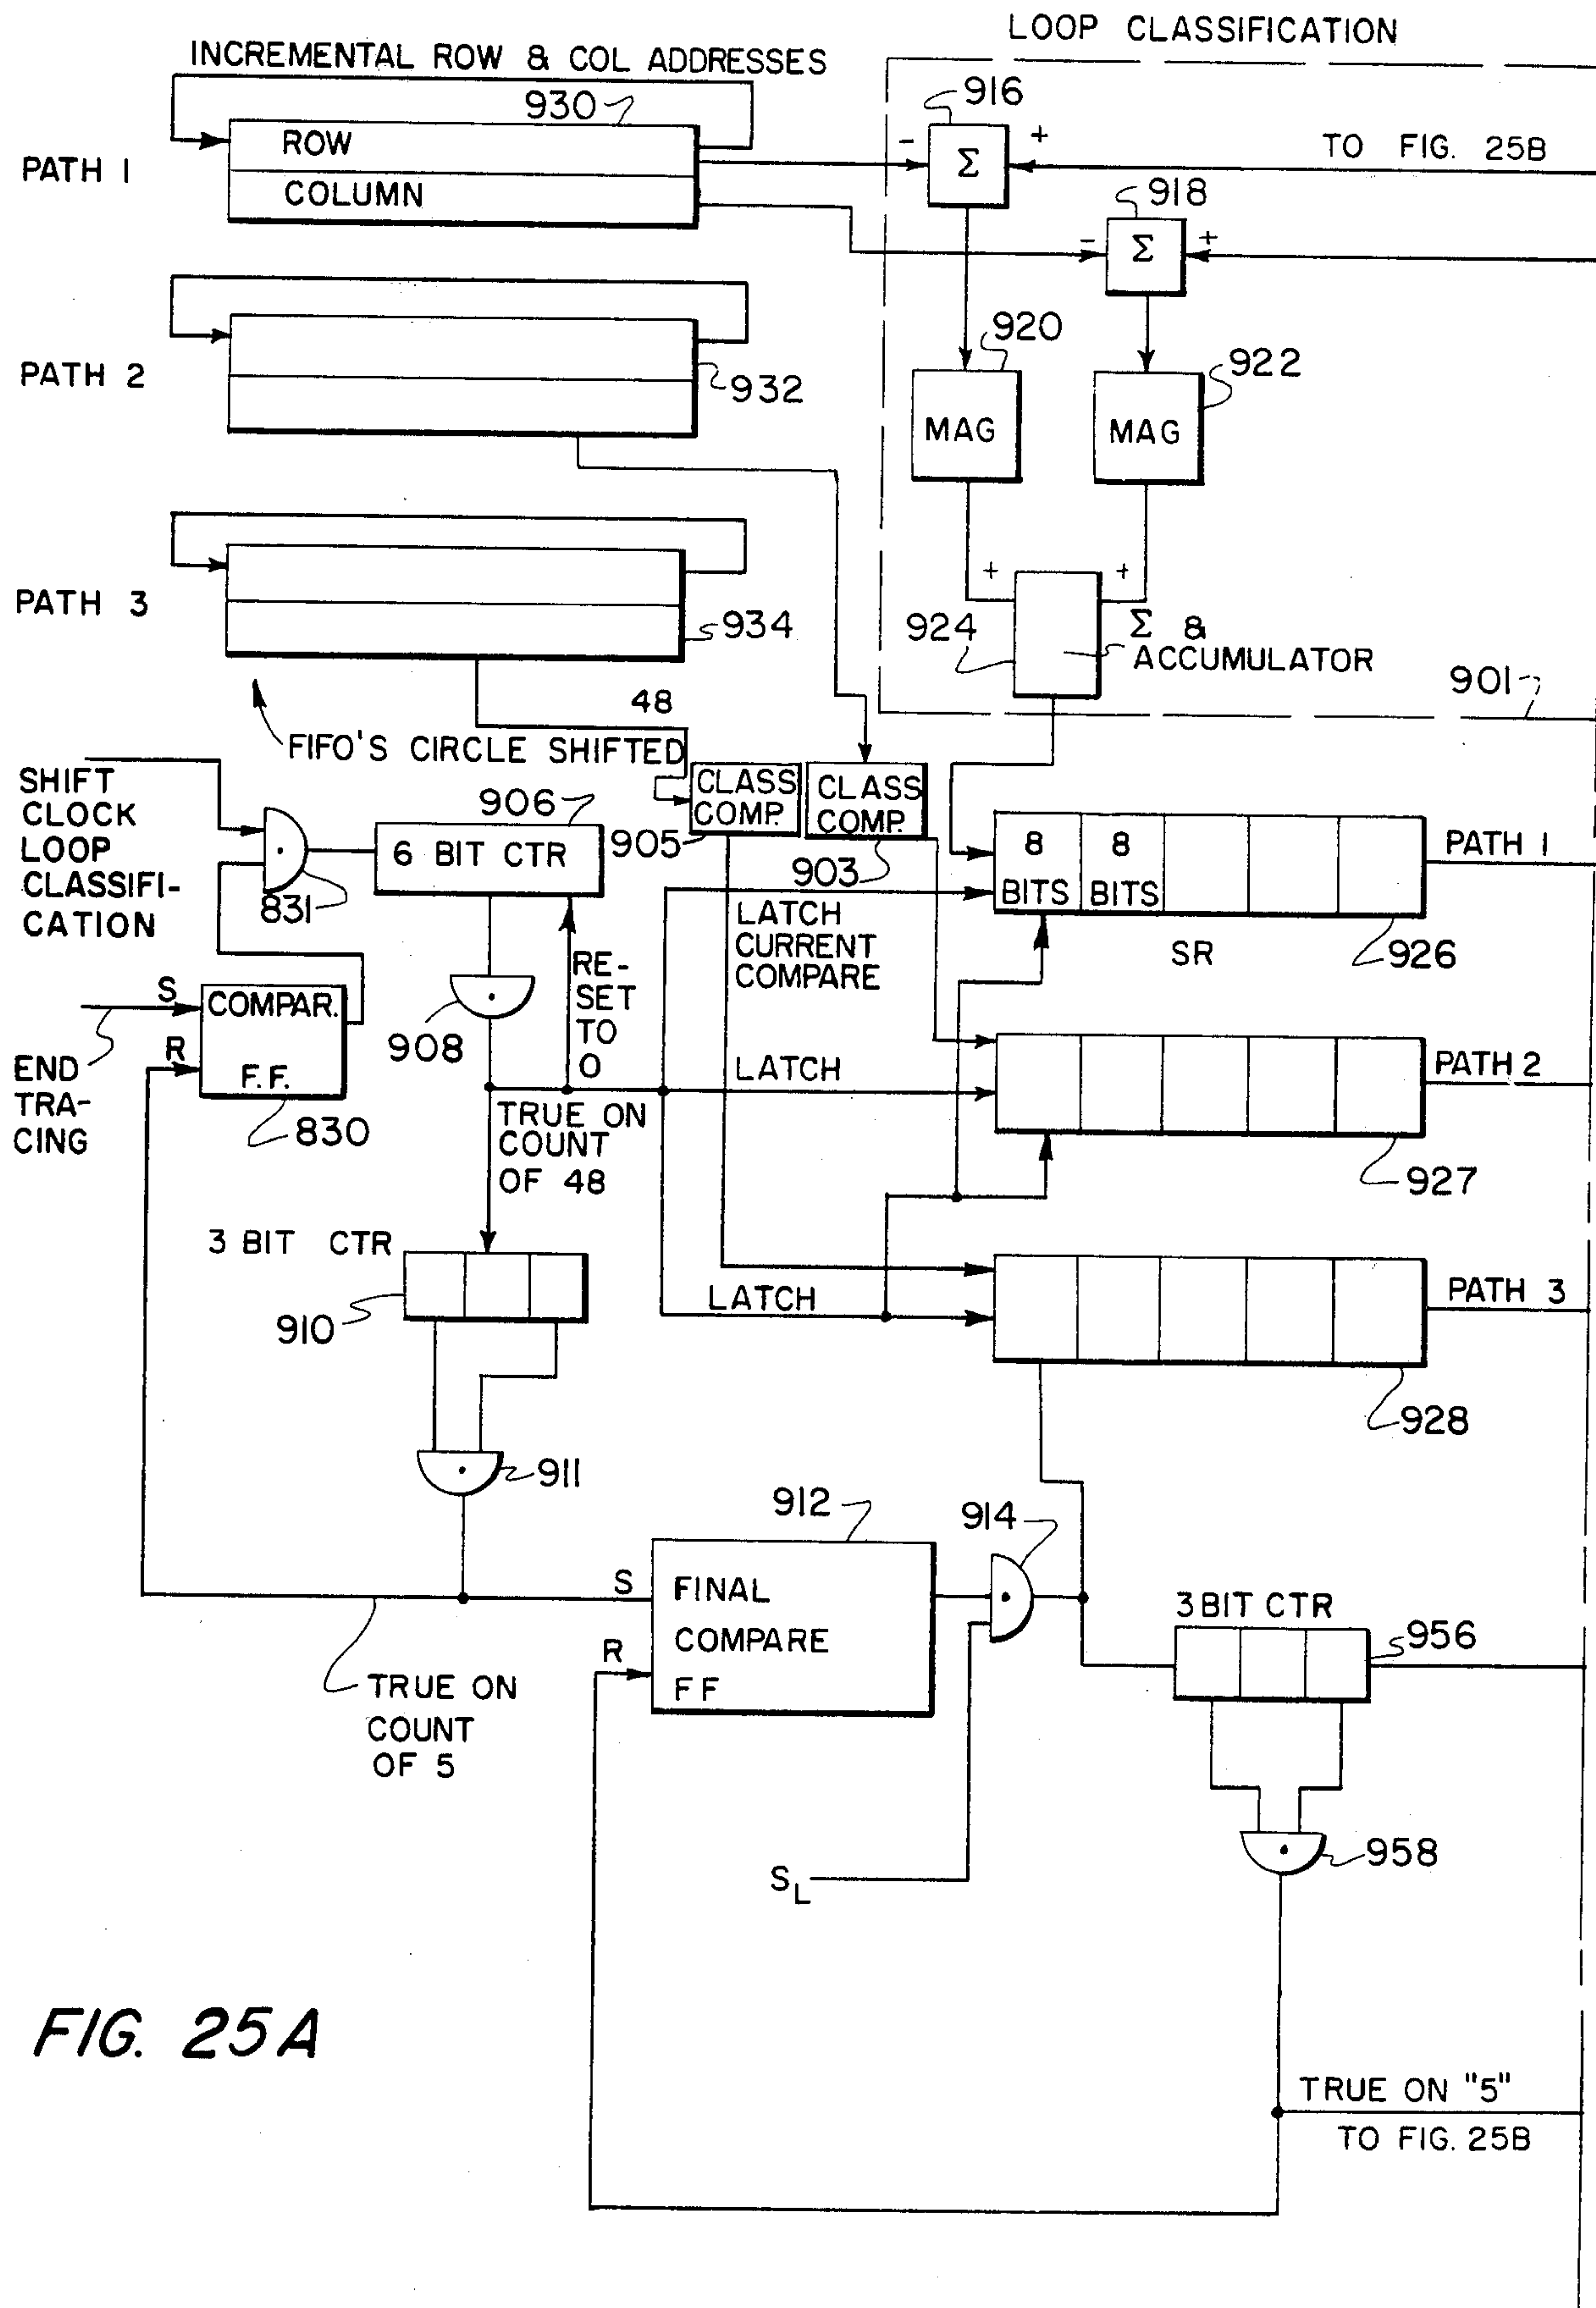 LOOP CLASSIFICATION
INCREMENTAL ROW & COL ADDRESSES
930
916
PATH 1
ROW
COLUMN
-
Σ
+
TO FIG. 25B
918
-
Σ
+
PATH 2
932
920
922
MAG
MAG
PATH 3
934
+
+
924
Σ &
ACCUMULATOR
901
48
FIFO'S CIRCLE SHIFTED
SHIFT
CLOCK
LOOP
CLASSIFI-
CATION
831
906
6 BIT CTR
CLASS
COMP.
905
CLASS
COMP.
903
8
BITS
8
BITS
PATH 1
926
SR
LATCH
CURRENT
COMPARE
908
RE-
SET
TO
0
S
COMPAR.
R
F.F.
830
END
TRA-
CING
LATCH
PATH 2
927
TRUE ON
COUNT
OF 48
3 BIT CTR
910
LATCH
PATH 3
928
911
912
914
S
FINAL
COMPARE
FF
R
3 BIT CTR
956
TRUE ON
COUNT
OF 5
SL
958
FIG. 25A
TRUE ON "5"
TO FIG. 25B